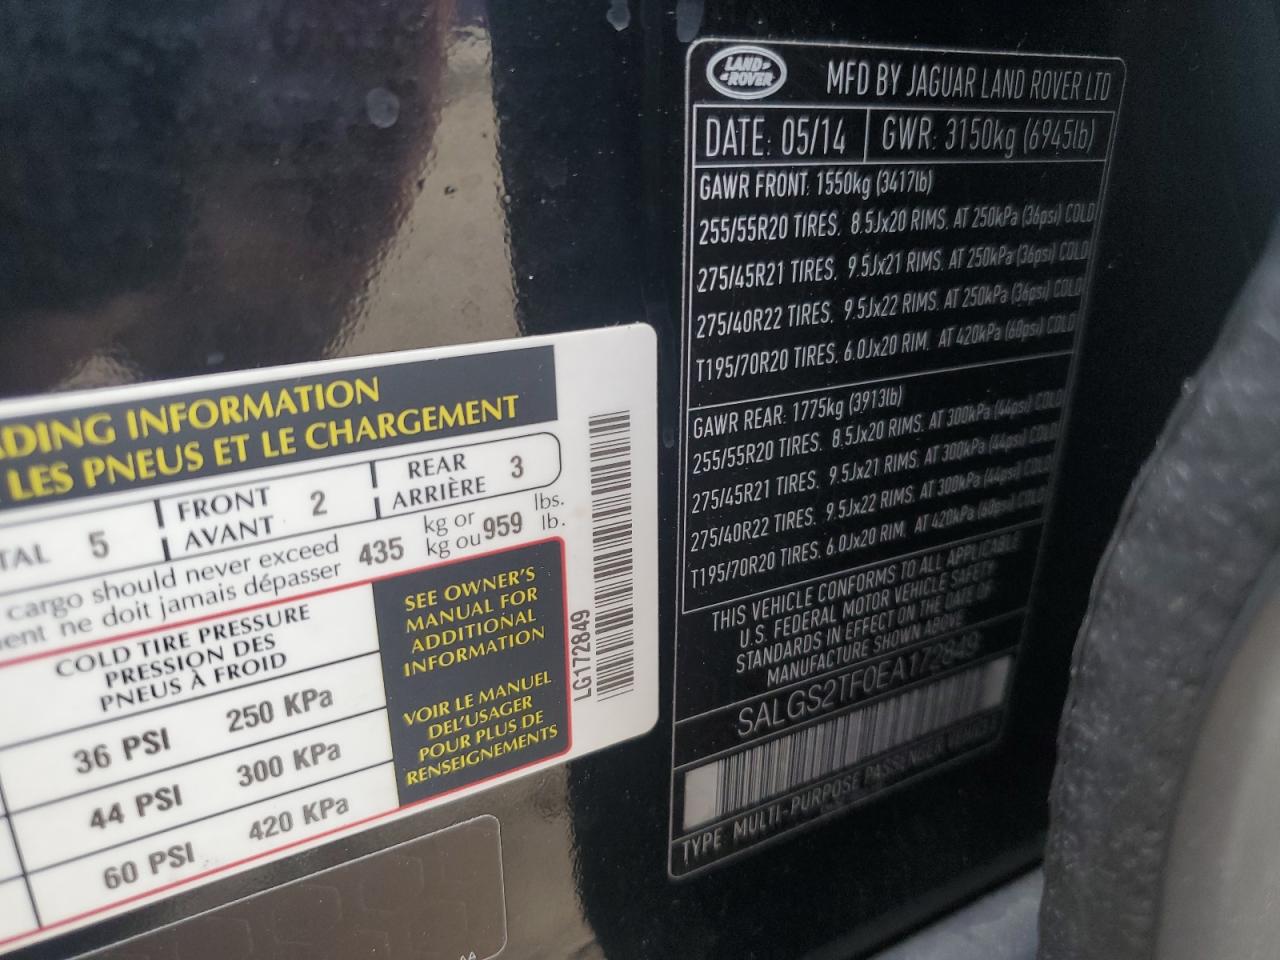 ADING INFORMATION
LES PNEUS ET LE CHARGEMENT
TAL 5 FRONT AVANT 2 REAR ARRIÈRE 3
cargo should never exceed
ent ne doit jamais dépasser
435 kg or kg ou 959 lbs. lb.
COLD TIRE PRESSURE
PRESSION DES
PNEUS À FROID
36 PSI 250 KPa
44 PSI 300 KPa
60 PSI 420 KPa
SEE OWNER'S
MANUAL FOR
ADDITIONAL
INFORMATION
VOIR LE MANUEL
DEL'USAGER
POUR PLUS DE
RENSEIGNEMENTS
LG172849
LAND
ROVER
MFD BY JAGUAR LAND ROVER LTD
DATE: 05/14 GWR: 3150kg (6945lb)
GAWR FRONT: 1550kg (3417lb)
255/55R20 TIRES. 8.5Jx20 RIMS. AT 250kPa (36psi) COLD
275/45R21 TIRES. 9.5Jx21 RIMS. AT 250kPa (36psi) COLD
275/40R22 TIRES. 9.5Jx22 RIMS. AT 250kPa (36psi) COLD
T195/70R20 TIRES. 6.0Jx20 RIM. AT 420kPa (60psi) COLD
GAWR REAR: 1775kg (3913lb)
255/55R20 TIRES. 8.5Jx20 RIMS. AT 300kPa (44psi) COLD
275/45R21 TIRES. 9.5Jx21 RIMS. AT 300kPa (44psi) COLD
275/40R22 TIRES. 9.5Jx22 RIMS. AT 300kPa (44psi) COLD
T195/70R20 TIRES. 6.0Jx20 RIM. AT 420kPa (60psi) COLD
THIS VEHICLE CONFORMS TO ALL APPLICABLE
U.S. FEDERAL MOTOR VEHICLE SAFETY
STANDARDS IN EFFECT ON THE DATE OF
MANUFACTURE SHOWN ABOVE.
SALGS2TF0EA172849
TYPE MULTI-PURPOSE PASSENGER VEHICLE